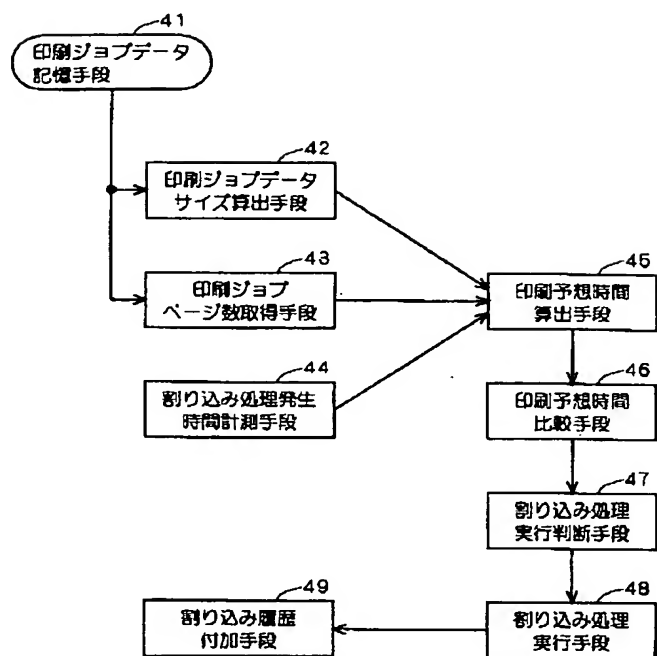 41
印刷ジョブデータ
記憶手段
42
印刷ジョブデータ
サイズ算出手段
43
印刷ジョブ
ページ数取得手段
44
割り込み処理発生
時間計測手段
45
印刷予想時間
算出手段
46
印刷予想時間
比較手段
47
割り込み処理
実行判断手段
48
割り込み処理
実行手段
49
割り込み履歴
付加手段